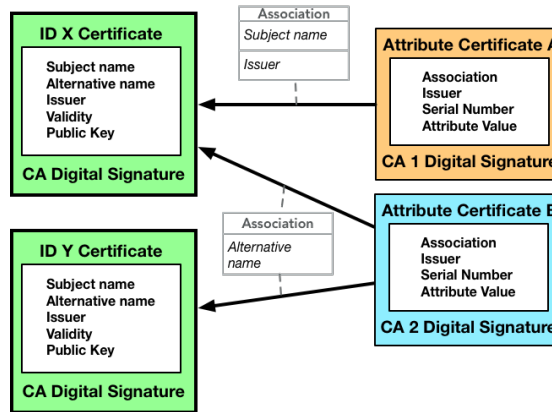 ID X Certificate
Subject name
Alternative name
Issuer
Validity
Public Key
CA Digital Signature
Association
Subject name
Issuer
Attribute Certificate A
Association
Issuer
Serial Number
Attribute Value
CA 1 Digital Signature
Association
Alternative
name
ID Y Certificate
Subject name
Alternative name
Issuer
Validity
Public Key
CA Digital Signature
Attribute Certificate B
Association
Issuer
Serial Number
Attribute Value
CA 2 Digital Signature